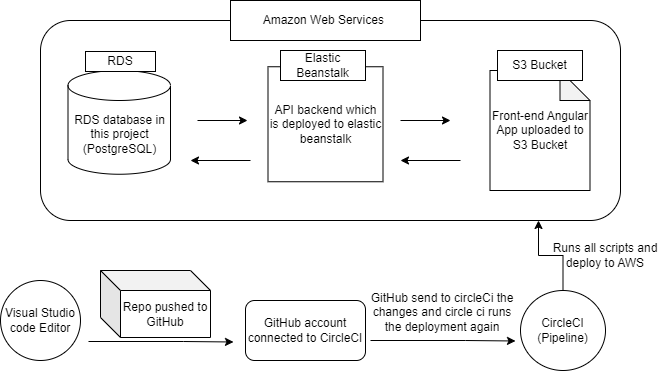 Amazon Web Services
RDS
RDS database in
this project
(PostgreSQL)
Elastic
Beanstalk
API backend which
is deployed to elastic
beanstalk
S3 Bucket
Front-end Angular
App uploaded to
S3 Bucket
Runs all scripts and
deploy to AWS
Visual Studio
code Editor
Repo pushed to
GitHub
GitHub account
connected to CircleCI
GitHub send to circleCi the
changes and circle ci runs
the deployment again
CircleCI
(Pipeline)